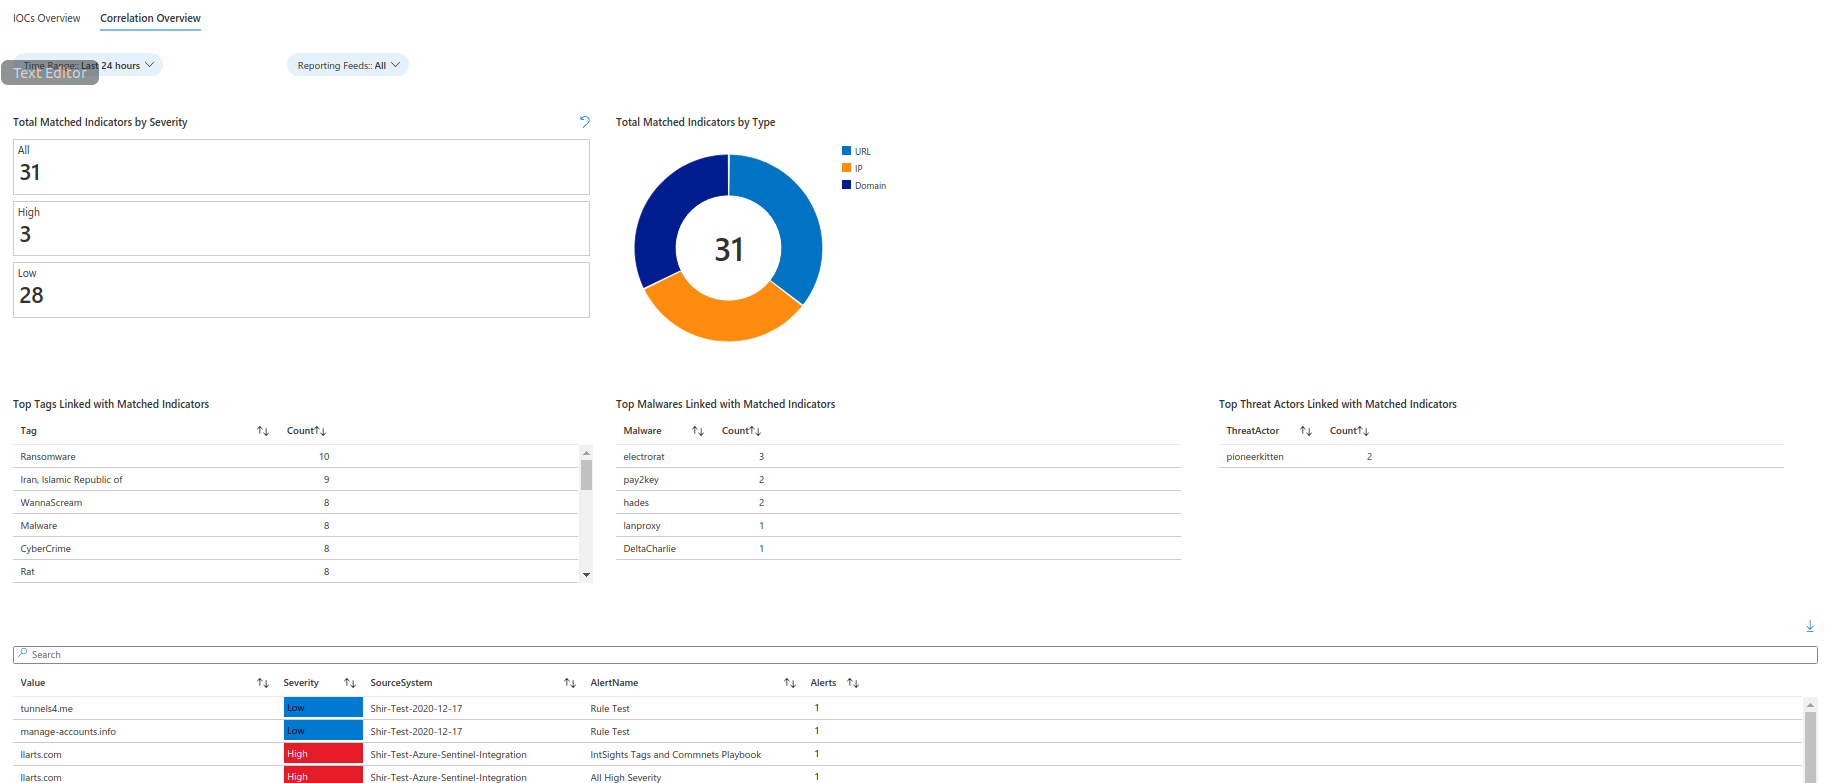 IOCs Overview Correlation Overview
Time Range:: Last 24 hours Reporting Feeds:: All
Text Editor
Total Matched Indicators by Severity
All
31
High
3
Low
28
Total Matched Indicators by Type
31
URL
IP
Domain
Top Tags Linked with Matched Indicators
Tag Count
Ransomware 10
Iran, Islamic Republic of 9
WannaScream 8
Malware 8
CyberCrime 8
Rat 8
Top Malwares Linked with Matched Indicators
Malware Count
electrorat 3
pay2key 2
hades 2
lanproxy 1
DeltaCharlie 1
Top Threat Actors Linked with Matched Indicators
ThreatActor Count
pioneerkitten 2
Search
Value Severity SourceSystem AlertName Alerts
tunnels4.me Low Shir-Test-2020-12-17 Rule Test 1
manage-accounts.info Low Shir-Test-2020-12-17 Rule Test 1
llarts.com High Shir-Test-Azure-Sentinel-Integration IntSights Tags and Commnets Playbook 1
llarts.com High Shir-Test-Azure-Sentinel-Integration All High Severity 1